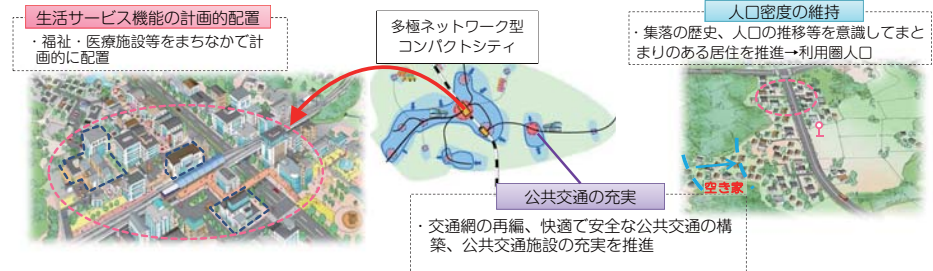 生活サービス機能の計画的配置
・福祉・医療施設等をまちなかで計
画的に配置
多極ネットワーク型
コンパクトシティ
人口密度の維持
・集落の歴史、人口の推移等を意識してまと
まりのある居住を推進→利用圏人口
空き家
公共交通の充実
・交通網の再編、快適で安全な公共交通の構
築、公共交通施設の充実を推進